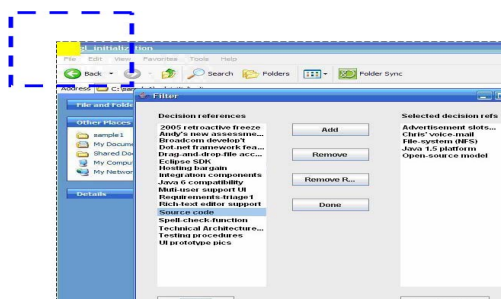 el_initialization
File Edit View Favorites Tools Help
Back Search Folders Folder Sync
Address C:\sample1\
Filter
File and Folde
Other Places
sample1
My Docume
Shared Doc
My Compu
My Networ
Details
Decision references
2005 retroactive freeze
Andy's new assessme...
Broadcom develop't
Dot.net framework fea...
Drag-and-drop-file acc...
Eclipse SDK
Hosting bargain
Integration components
Java 6 compatibility
Muti-user support UI
Requirements-triage1
Rich-text editor support
Source code
Spell-check-function
Technical Architecture...
Testing procedures
UI prototype pics
Add
Remove
Remove R...
Done
Selected decision refs
Advertisement slots...
Chris' voice-mail
File-system (NFS)
Java 1.5 platform
Open-source model